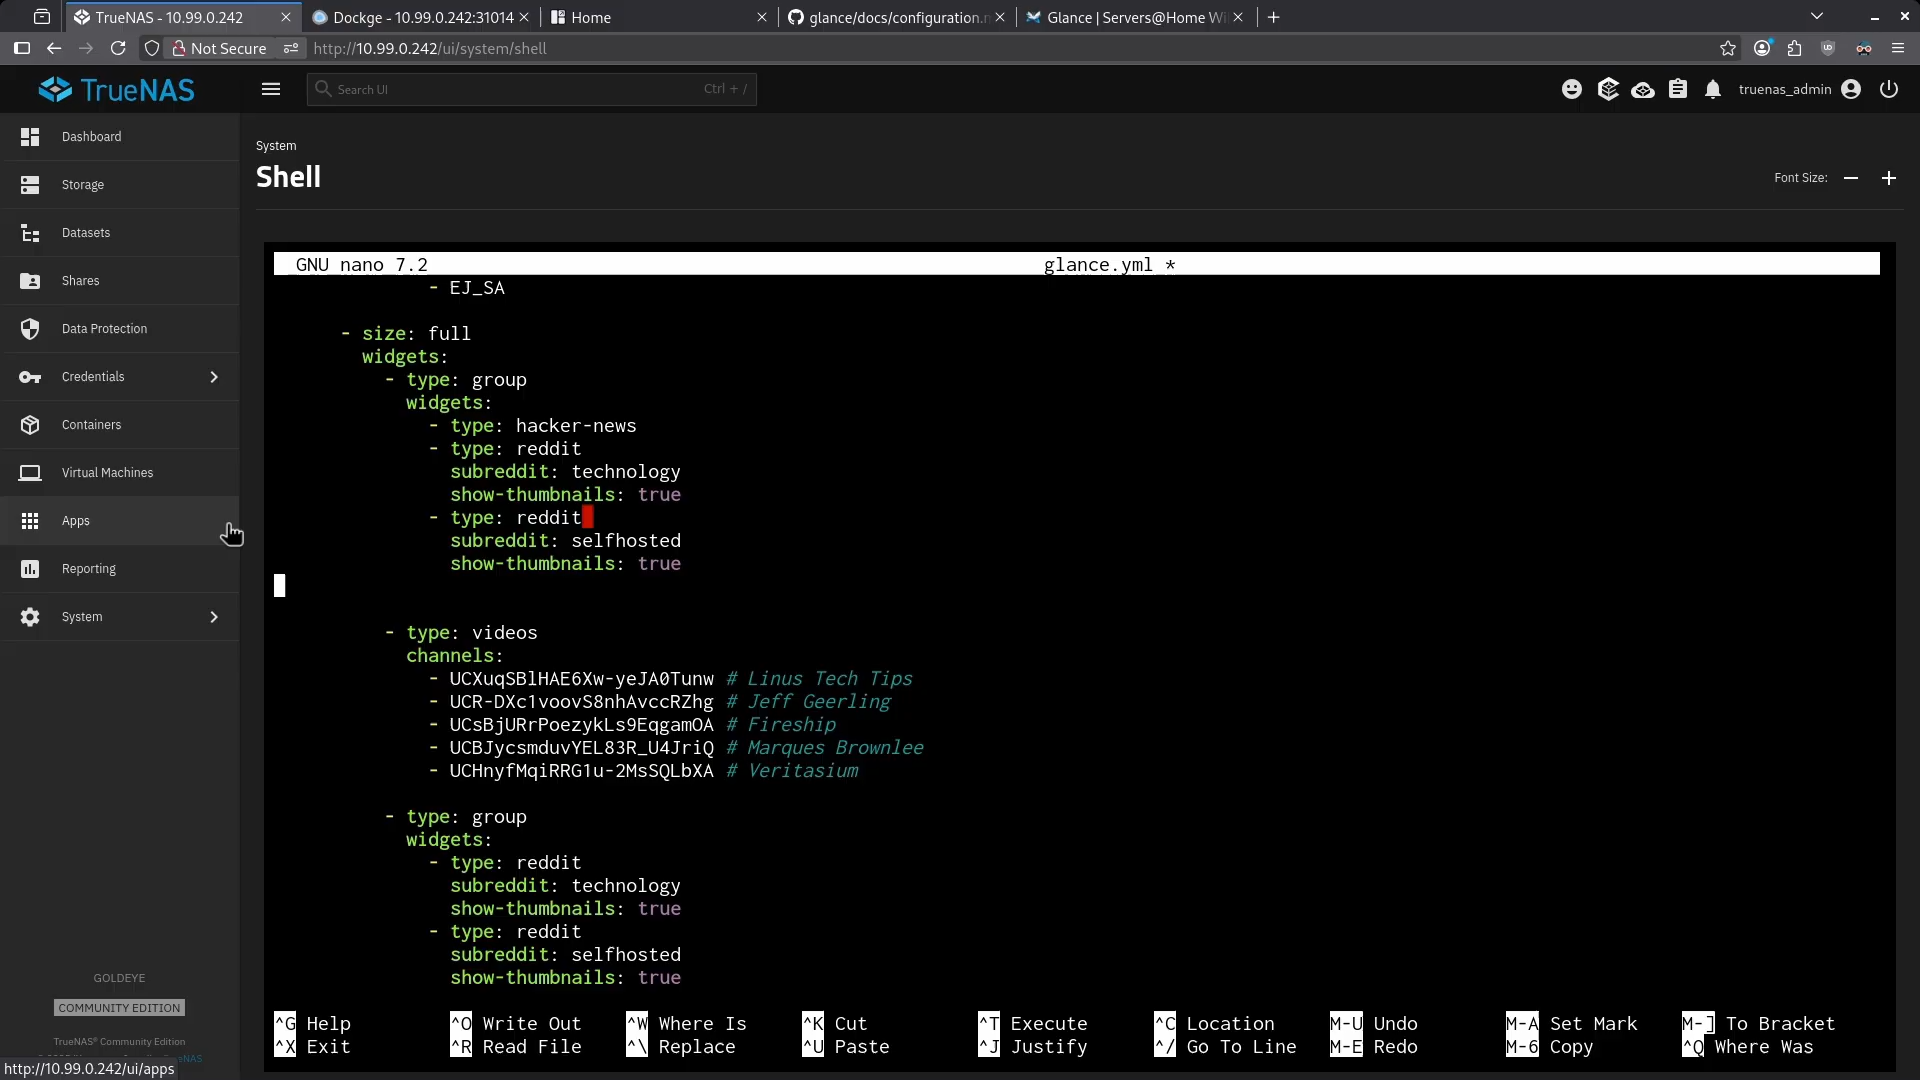 TrueNAS - 10.99.0.242
Dockge - 10.99.0.242:31014
Home
glance/docs/configuration.m
Glance | Servers@Home Wi
Not Secure
http://10.99.0.242/ui/system/shell
TrueNAS
Search UI
Ctrl + /
truenas_admin
Dashboard
Storage
Datasets
Shares
Data Protection
Credentials
Containers
Virtual Machines
Apps
Reporting
System
GOLDEYE
COMMUNITY EDITION
TrueNAS® Community Edition
http://10.99.0.242/ui/apps
System
Shell
Font Size:
GNU nano 7.2 glance.yml *
- EJ_SA
- size: full
widgets:
- type: group
widgets:
- type: hacker-news
- type: reddit
subreddit: technology
show-thumbnails: true
- type: reddit
subreddit: selfhosted
show-thumbnails: true
- type: videos
channels:
- UCXuqSBlHAE6Xw-yeJA0Tunw # Linus Tech Tips
- UCR-DXc1voovS8nhAvccRZhg # Jeff Geerling
- UCsBjURrPoezykLs9EqgamOA # Fireship
- UCBJycsmduvYEL83R_U4JriQ # Marques Brownlee
- UCHnyfMqiRRG1u-2MsSQLbXA # Veritasium
- type: group
widgets:
- type: reddit
subreddit: technology
show-thumbnails: true
- type: reddit
subreddit: selfhosted
show-thumbnails: true
^G Help ^O Write Out ^W Where Is ^K Cut ^T Execute ^C Location M-U Undo M-A Set Mark M-] To Bracket
^X Exit ^R Read File ^\ Replace ^U Paste ^J Justify ^/ Go To Line M-E Redo M-6 Copy ^Q Where Was